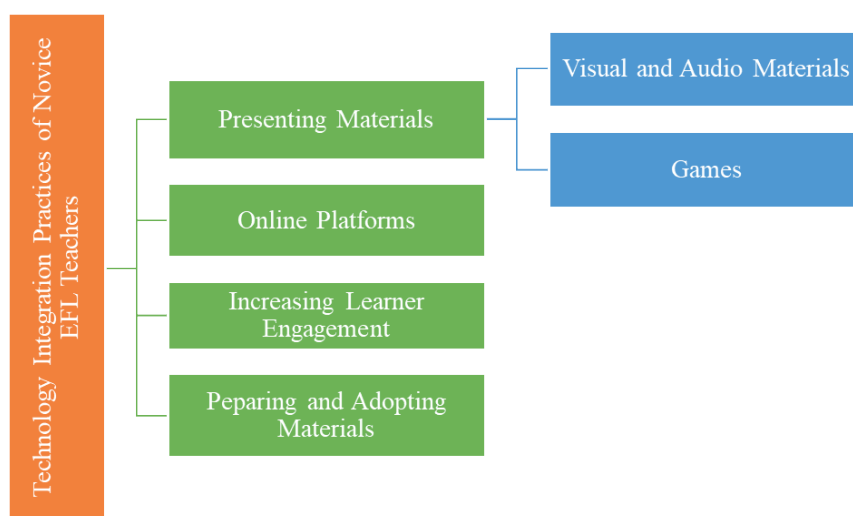 Technology Integration Practices of Novice
EFL Teachers
Presenting Materials
Visual and Audio Materials
Games
Online Platforms
Increasing Learner
Engagement
Peparing and Adopting
Materials